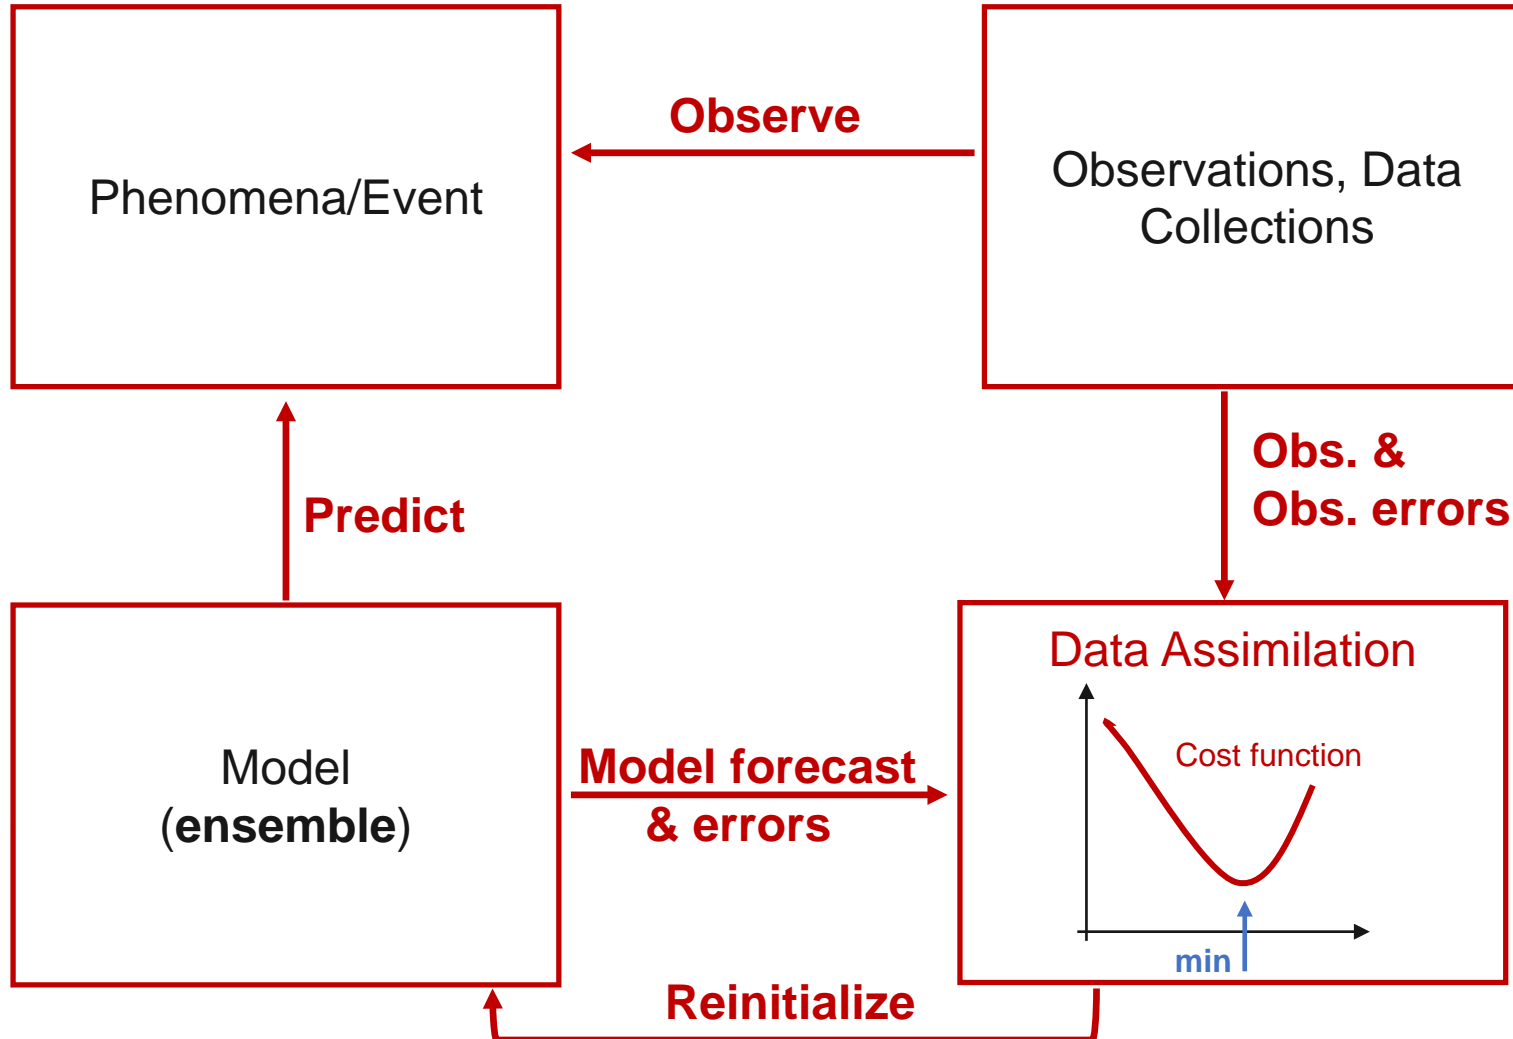 Phenomena/Event
Observe
Observations, Data
Collections
Predict
Obs. &
Obs. errors
Model
(ensemble)
Model forecast
& errors
Data Assimilation
Cost function
min
Reinitialize